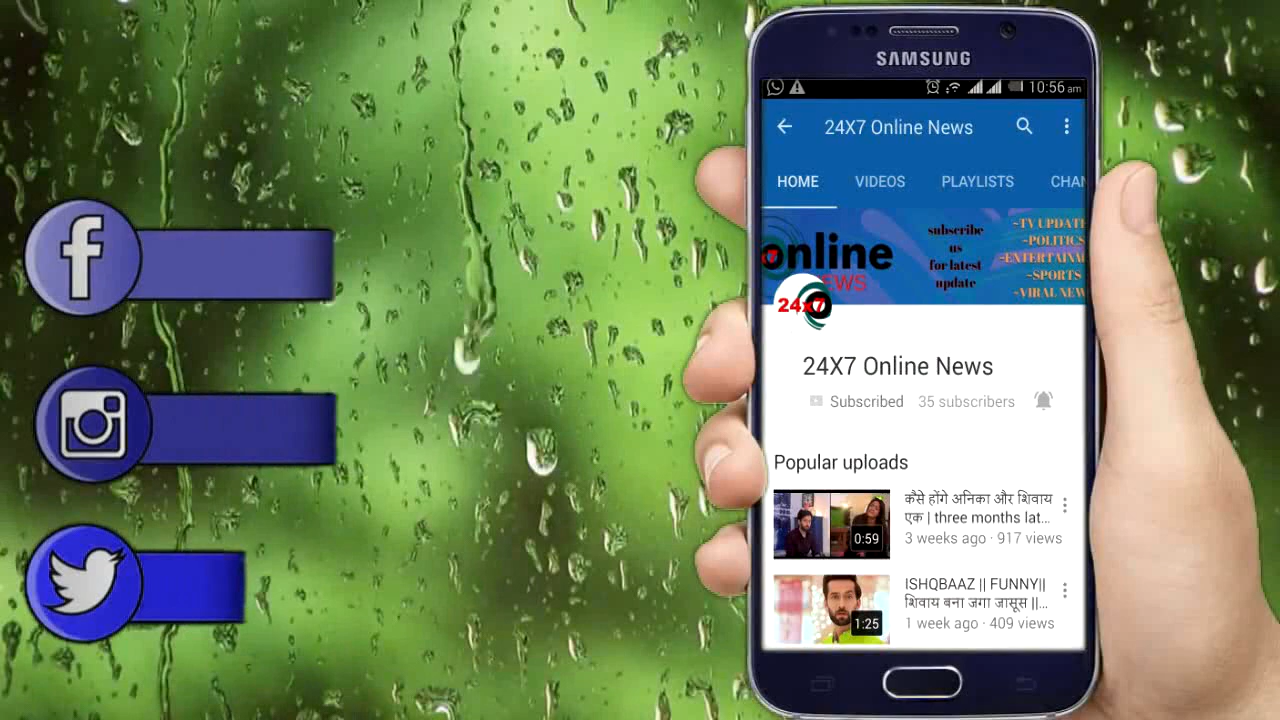 SAMSUNG
10:56 am
24X7 Online News
HOME VIDEOS PLAYLISTS CHAN
online
NEWS
subscribe
us
for latest
update
~TV UPDATE
~POLITICS
~ENTERTAINM
~SPORTS
~VIRAL NEW
24x7
24X7 Online News
Subscribed 35 subscribers
Popular uploads
कैसे होंगे अनिका और शिवाय
एक | three months lat...
3 weeks ago · 917 views
0:59
ISHQBAAZ || FUNNY||
शिवाय बना जगा जासूस ||...
1 week ago · 409 views
1:25